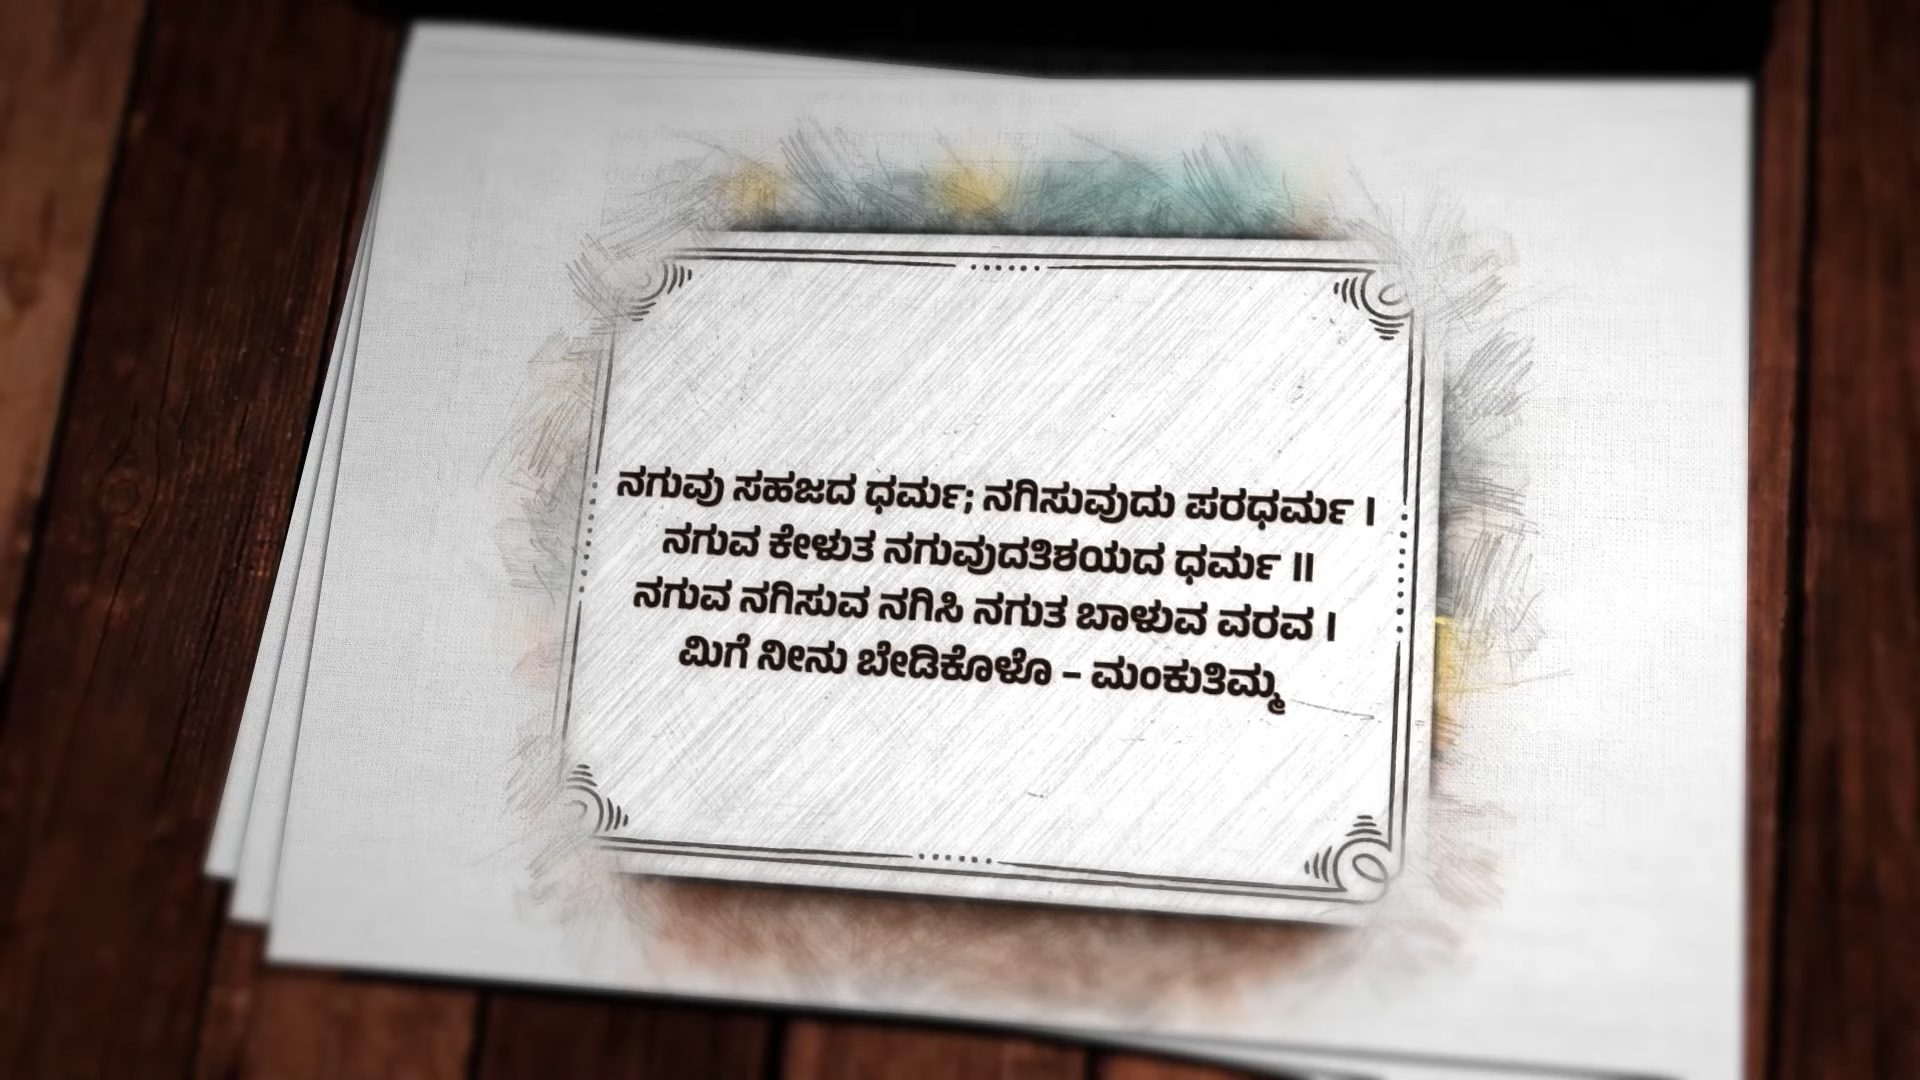 ನಗುವು ಸಹಜದ ಧರ್ಮ; ನಗಿಸುವುದು ಪರಧರ್ಮ ।
ನಗುವ ಕೇಳುತ ನಗುವುದತಿಶಯದ ಧರ್ಮ ॥
ನಗುವ ನಗಿಸುವ ನಗಿಸಿ ನಗುತ ಬಾಳುವ ವರವ ।
ಮಿಗೆ ನೀನು ಬೇಡಿಕೊಳೊ – ಮಂಕುತಿಮ್ಮ